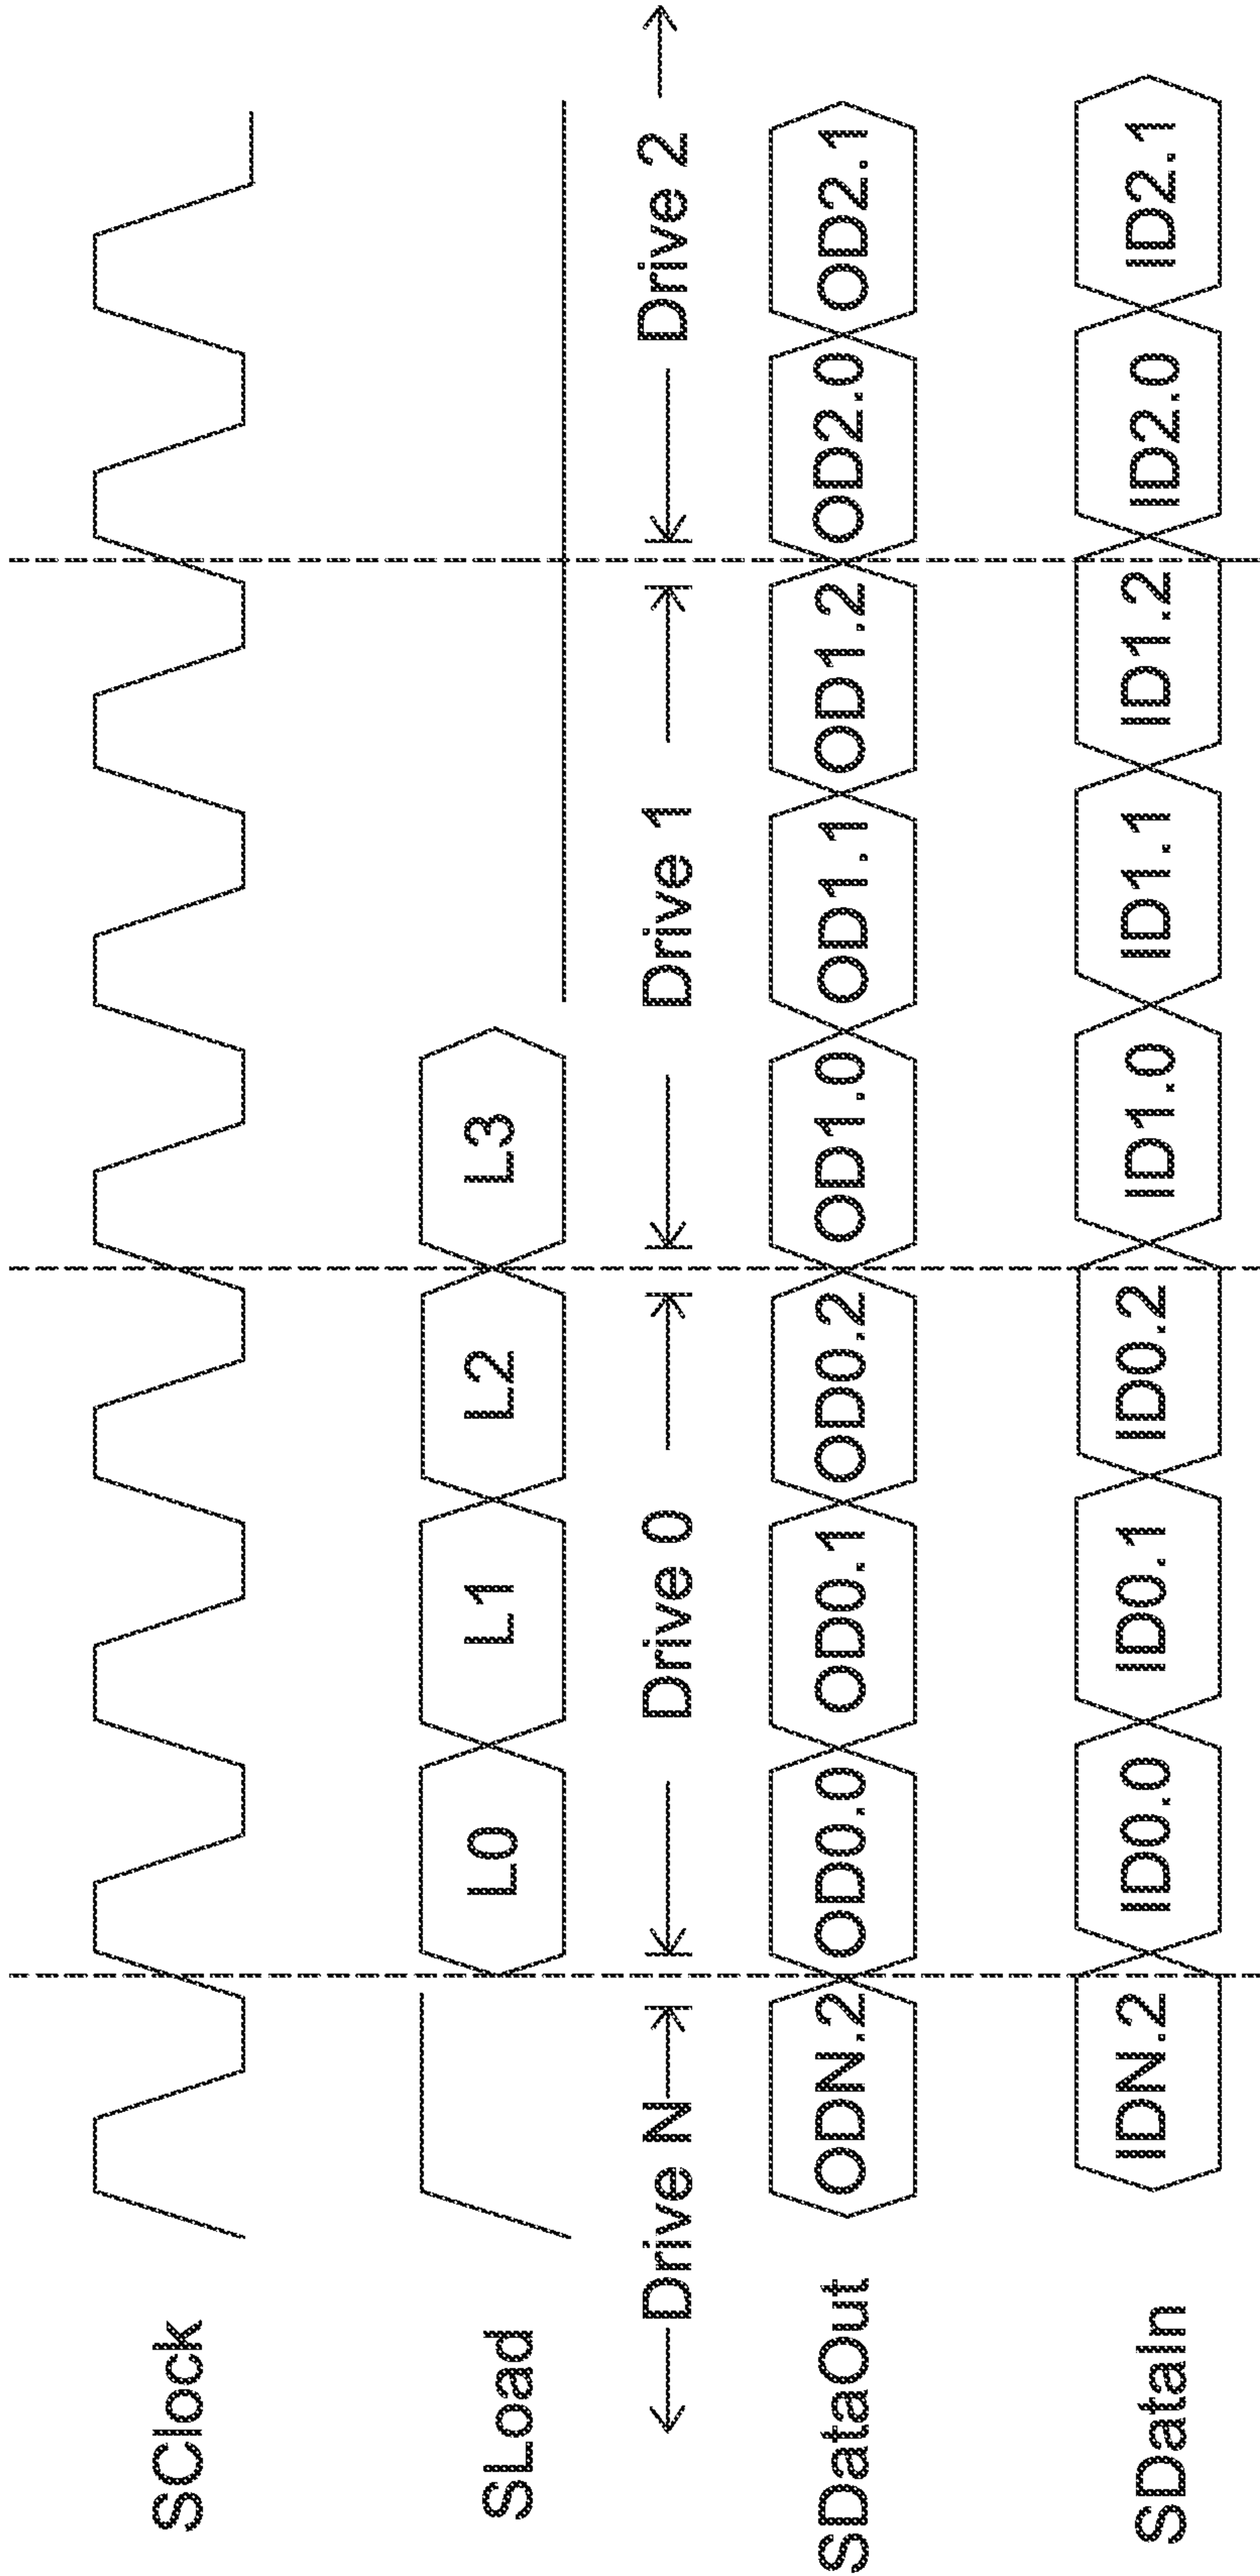 SClock
SLoad L0 L1 L2 L3
Drive N Drive 0 Drive 1 Drive 2
SDataOut ODN.2 OD0.0 OD0.1 OD0.2 OD1.0 OD1.1 OD1.2 OD2.0 OD2.1
SDataIn IDN.2 ID0.0 ID0.1 ID0.2 ID1.0 ID1.1 ID1.2 ID2.0 ID2.1